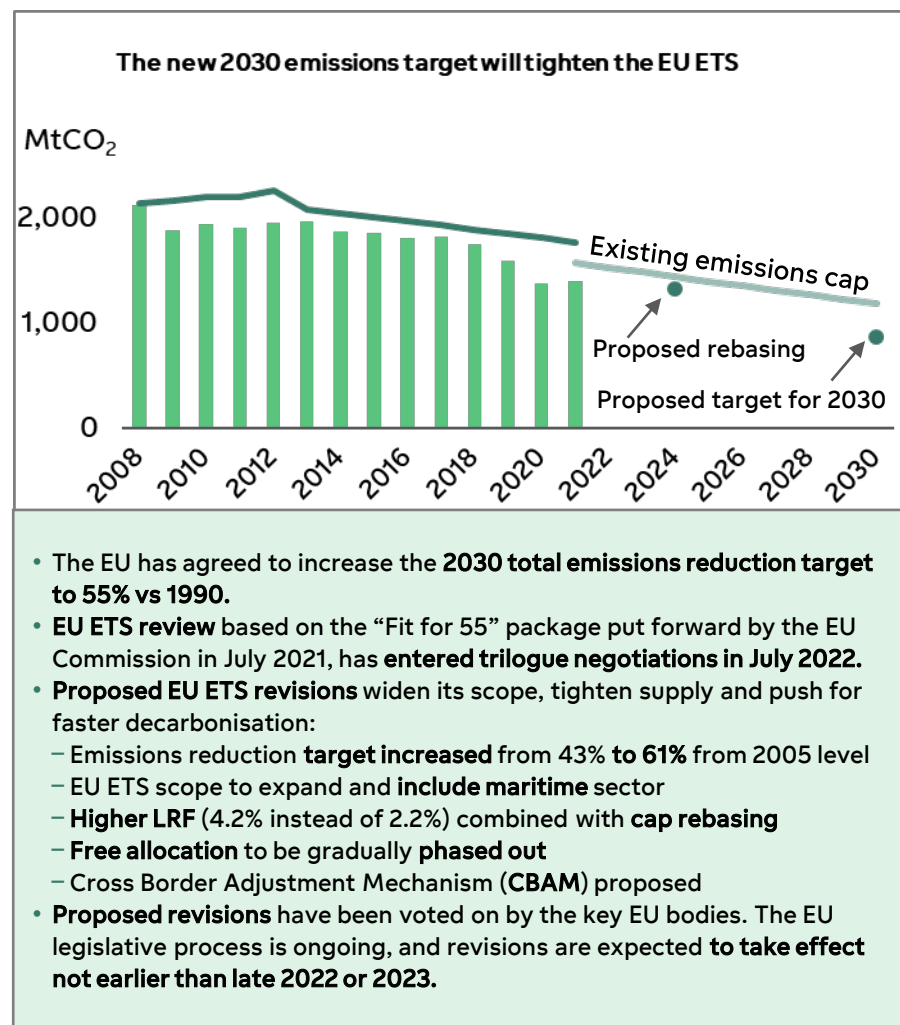 The new 2030 emissions target will tighten the EU ETS
MtCO₂
2,000
1,000
0
Existing emissions cap
Proposed rebasing
Proposed target for 2030
2008
2010
2012
2014
2016
2018
2020
2022
2024
2026
2028
2030
• The EU has agreed to increase the 2030 total emissions reduction target
to 55% vs 1990.
• EU ETS review based on the “Fit for 55” package put forward by the EU
Commission in July 2021, has entered trilogue negotiations in July 2022.
• Proposed EU ETS revisions widen its scope, tighten supply and push for
faster decarbonisation:
– Emissions reduction target increased from 43% to 61% from 2005 level
– EU ETS scope to expand and include maritime sector
– Higher LRF (4.2% instead of 2.2%) combined with cap rebasing
– Free allocation to be gradually phased out
– Cross Border Adjustment Mechanism (CBAM) proposed
• Proposed revisions have been voted on by the key EU bodies. The EU
legislative process is ongoing, and revisions are expected to take effect
not earlier than late 2022 or 2023.